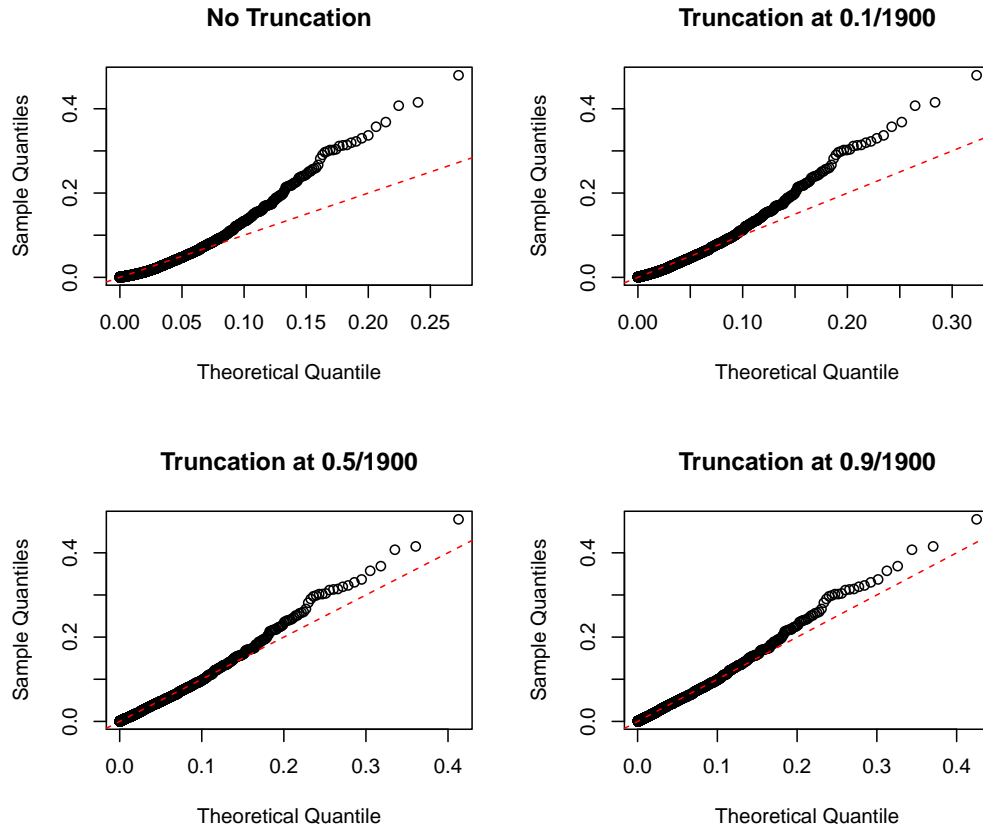 No Truncation
Sample Quantiles
0.0 0.2 0.4
0.00 0.05 0.10 0.15 0.20 0.25
Theoretical Quantile
Truncation at 0.1/1900
Sample Quantiles
0.0 0.2 0.4
0.00 0.10 0.20 0.30
Theoretical Quantile
Truncation at 0.5/1900
Sample Quantiles
0.0 0.2 0.4
0.0 0.1 0.2 0.3 0.4
Theoretical Quantile
Truncation at 0.9/1900
Sample Quantiles
0.0 0.2 0.4
0.0 0.1 0.2 0.3 0.4
Theoretical Quantile